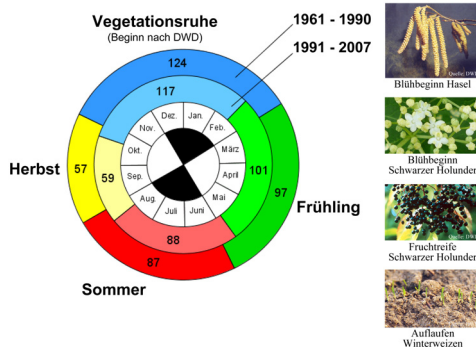 Vegetationsruhe
(Beginn nach DWD)
1961 - 1990
1991 - 2007
124
117
Dez.
Jan.
Nov.
Feb.
Okt.
März
Sep.
April
Aug.
Mai
Juli
Juni
Herbst
57
59
101
97
Frühling
88
87
Sommer
Quelle: DWD
Blühbeginn Hasel
Quelle: DWD
Blühbeginn
Schwarzer Holunder
Fruchtreife
Schwarzer Holunder
Auflaufen
Winterweizen